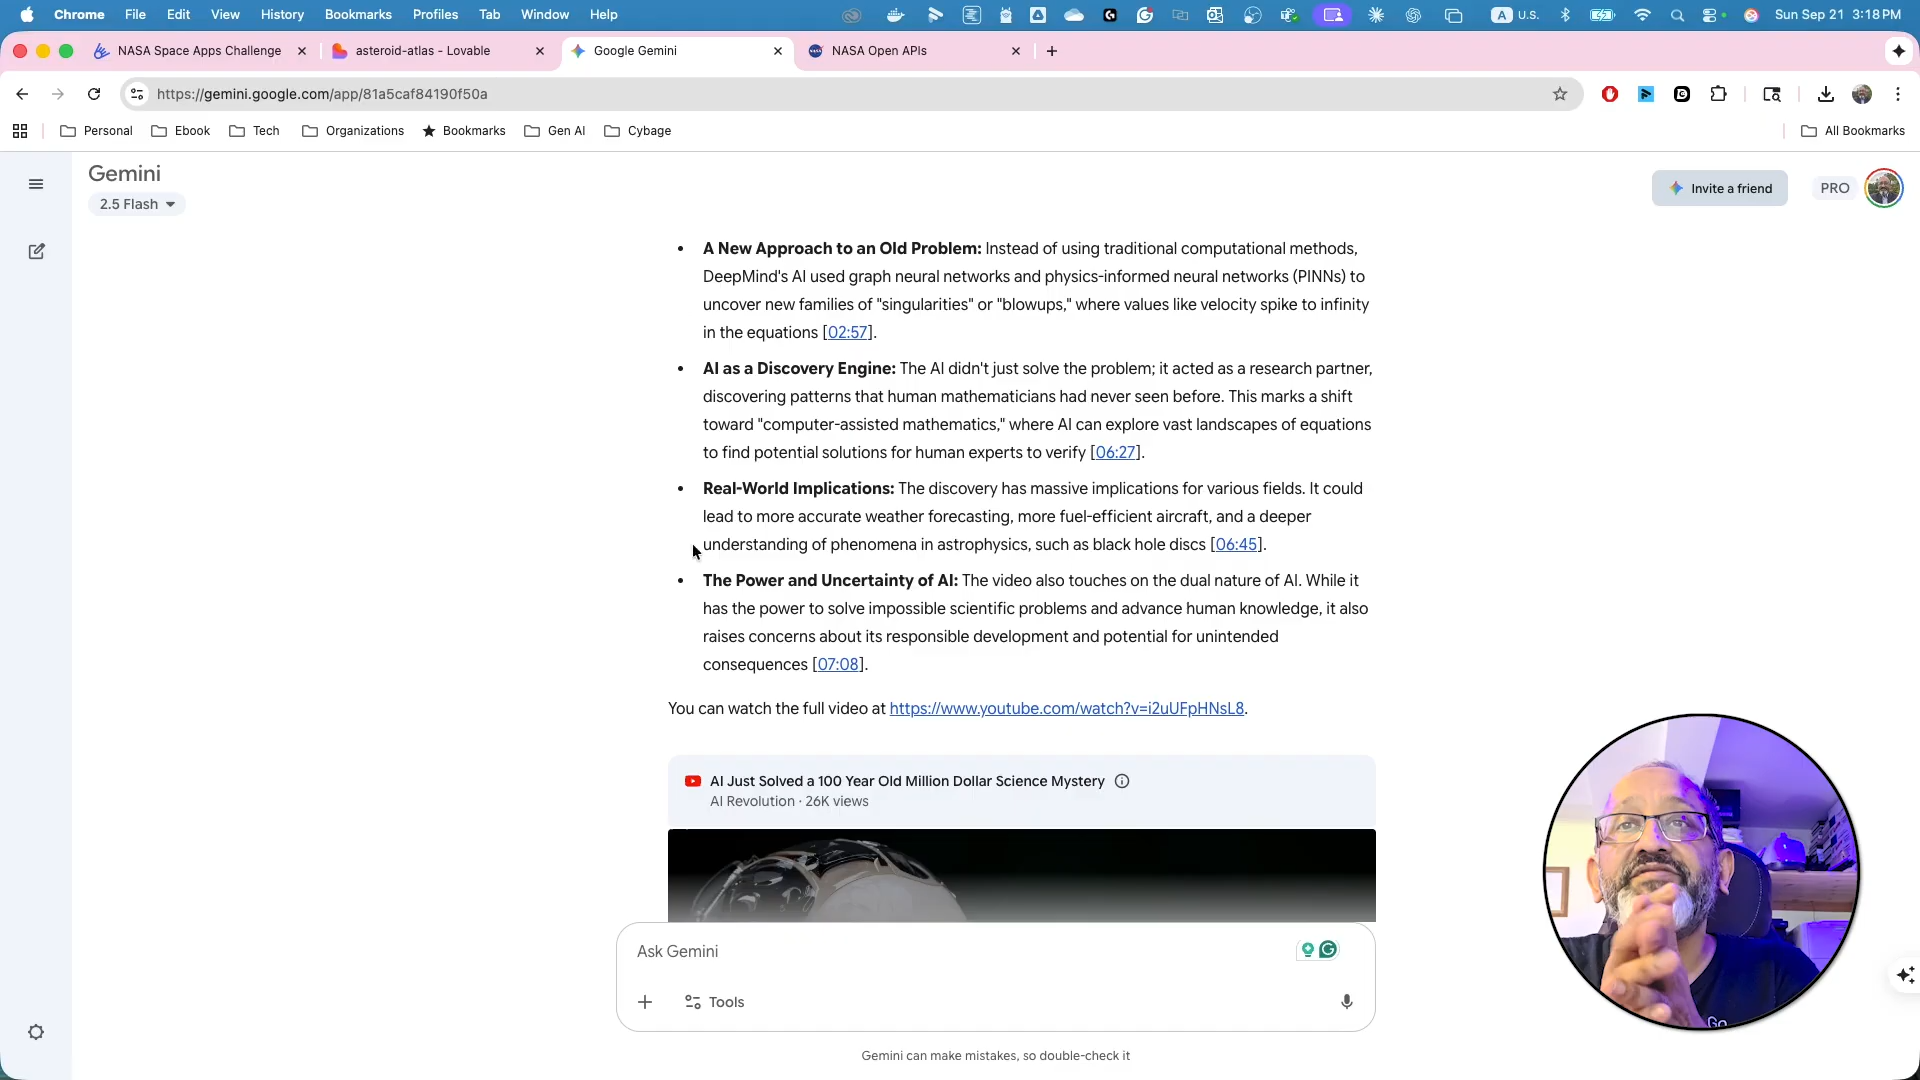 Chrome File Edit View History Bookmarks Profiles Tab Window Help
A U.S. Sun Sep 21 3:18 PM
NASA Space Apps Challenge
asteroid-atlas - Lovable
Google Gemini
NASA Open APIs
https://gemini.google.com/app/81a5caf84190f50a
Personal Ebook Tech Organizations Bookmarks Gen AI Cybage All Bookmarks
Gemini
2.5 Flash
Invite a friend
PRO
• A New Approach to an Old Problem: Instead of using traditional computational methods,
DeepMind's AI used graph neural networks and physics-informed neural networks (PINNs) to
uncover new families of "singularities" or "blowups," where values like velocity spike to infinity
in the equations [02:57].
• AI as a Discovery Engine: The AI didn't just solve the problem; it acted as a research partner,
discovering patterns that human mathematicians had never seen before. This marks a shift
toward "computer-assisted mathematics," where AI can explore vast landscapes of equations
to find potential solutions for human experts to verify [06:27].
• Real-World Implications: The discovery has massive implications for various fields. It could
lead to more accurate weather forecasting, more fuel-efficient aircraft, and a deeper
understanding of phenomena in astrophysics, such as black hole discs [06:45].
• The Power and Uncertainty of AI: The video also touches on the dual nature of AI. While it
has the power to solve impossible scientific problems and advance human knowledge, it also
raises concerns about its responsible development and potential for unintended
consequences [07:08].
You can watch the full video at https://www.youtube.com/watch?v=i2uUFpHNsL8.
AI Just Solved a 100 Year Old Million Dollar Science Mystery
AI Revolution · 26K views
Ask Gemini
Tools
Gemini can make mistakes, so double-check it